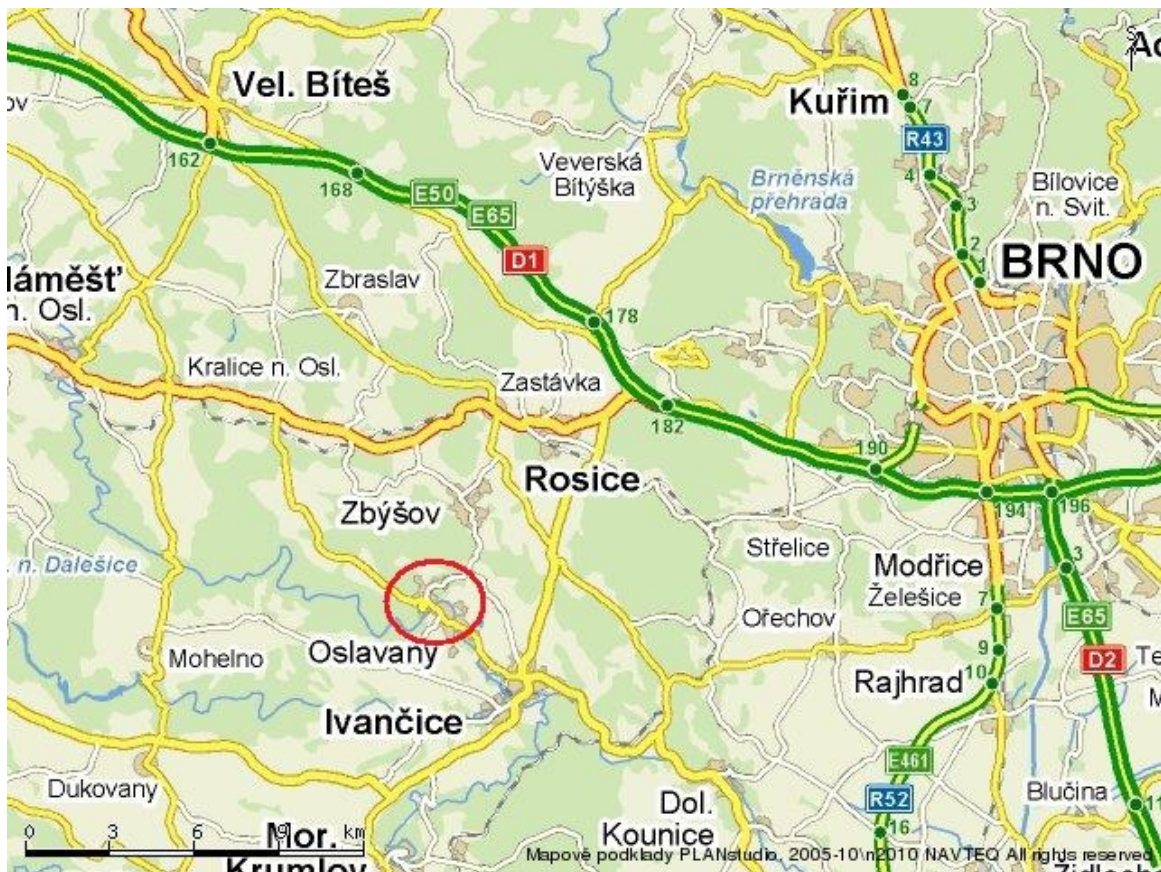 Vel. Bíteš
Kuřim
8
7
R43
162
168
E50
E65
D1
Veverská
Bítýška
Brněnská
přehrada
4
3
Bílovice
n. Svit.
2
1
BRNO
n. Osl.
Zbraslav
178
Kralice n. Osl.
Zastávka
182
190
Rosice
194
196
Zbýšov
n. Dalešice
Střelice
Modřice
3
Želešice
7
E65
Ořechov
Oslavany
Mohelno
9
D2
Rajhrad
10
Ivančice
E461
Dukovany
R52
Blučina
Dol.
Kounice
16
0 3 6 9 km
Mor.
Krumlov
Mapové podklady PLANstudio, 2005-10\n2010 NAVTEQ All rights reserved